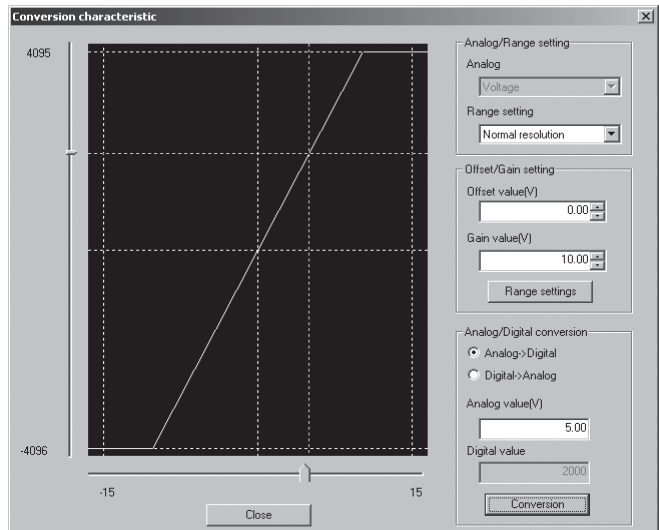 Conversion characteristic
4095
-4096
-15
15
Close
Analog/Range setting
Analog
Voltage
Range setting
Normal resolution
Offset/Gain setting
Offset value(V)
0.00
Gain value(V)
10.00
Range settings
Analog/Digital conversion
Analog->Digital
Digital->Analog
Analog value(V)
5.00
Digital value
2000
Conversion